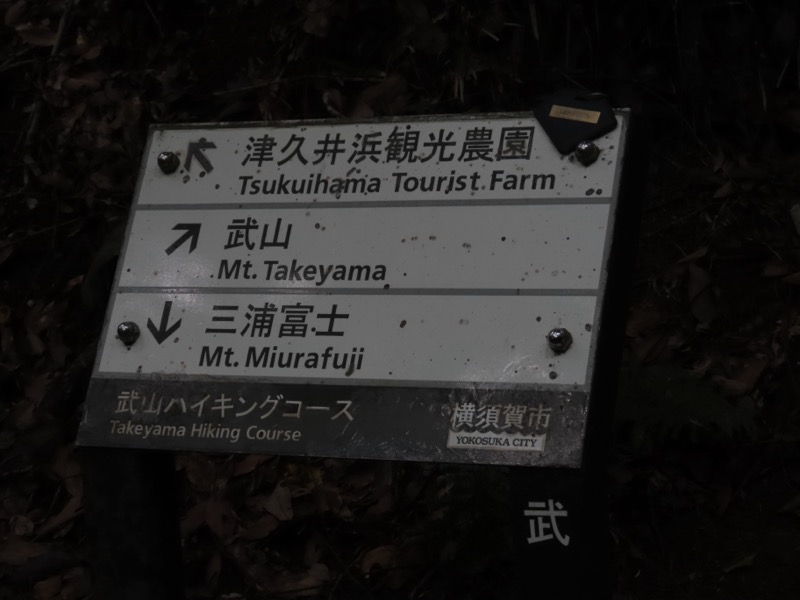 津久井浜観光農園
Tsukuihama Tourist Farm
武山
Mt. Takeyama
三浦富士
Mt. Miurafuji
武山ハイキングコース
Takeyama Hiking Course
横須賀市
YOKOSUKA CITY
武